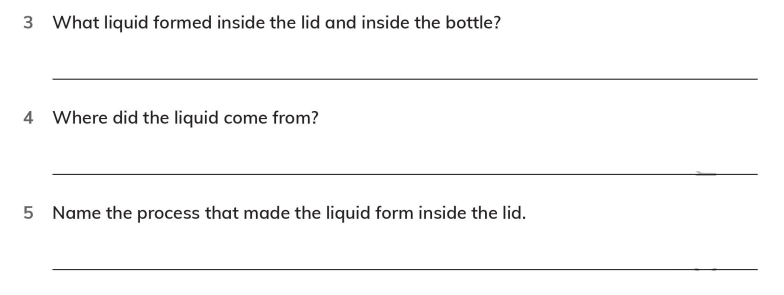 3 What liquid formed inside the lid and inside the bottle?
4 Where did the liquid come from?
5 Name the process that made the liquid form inside the lid.